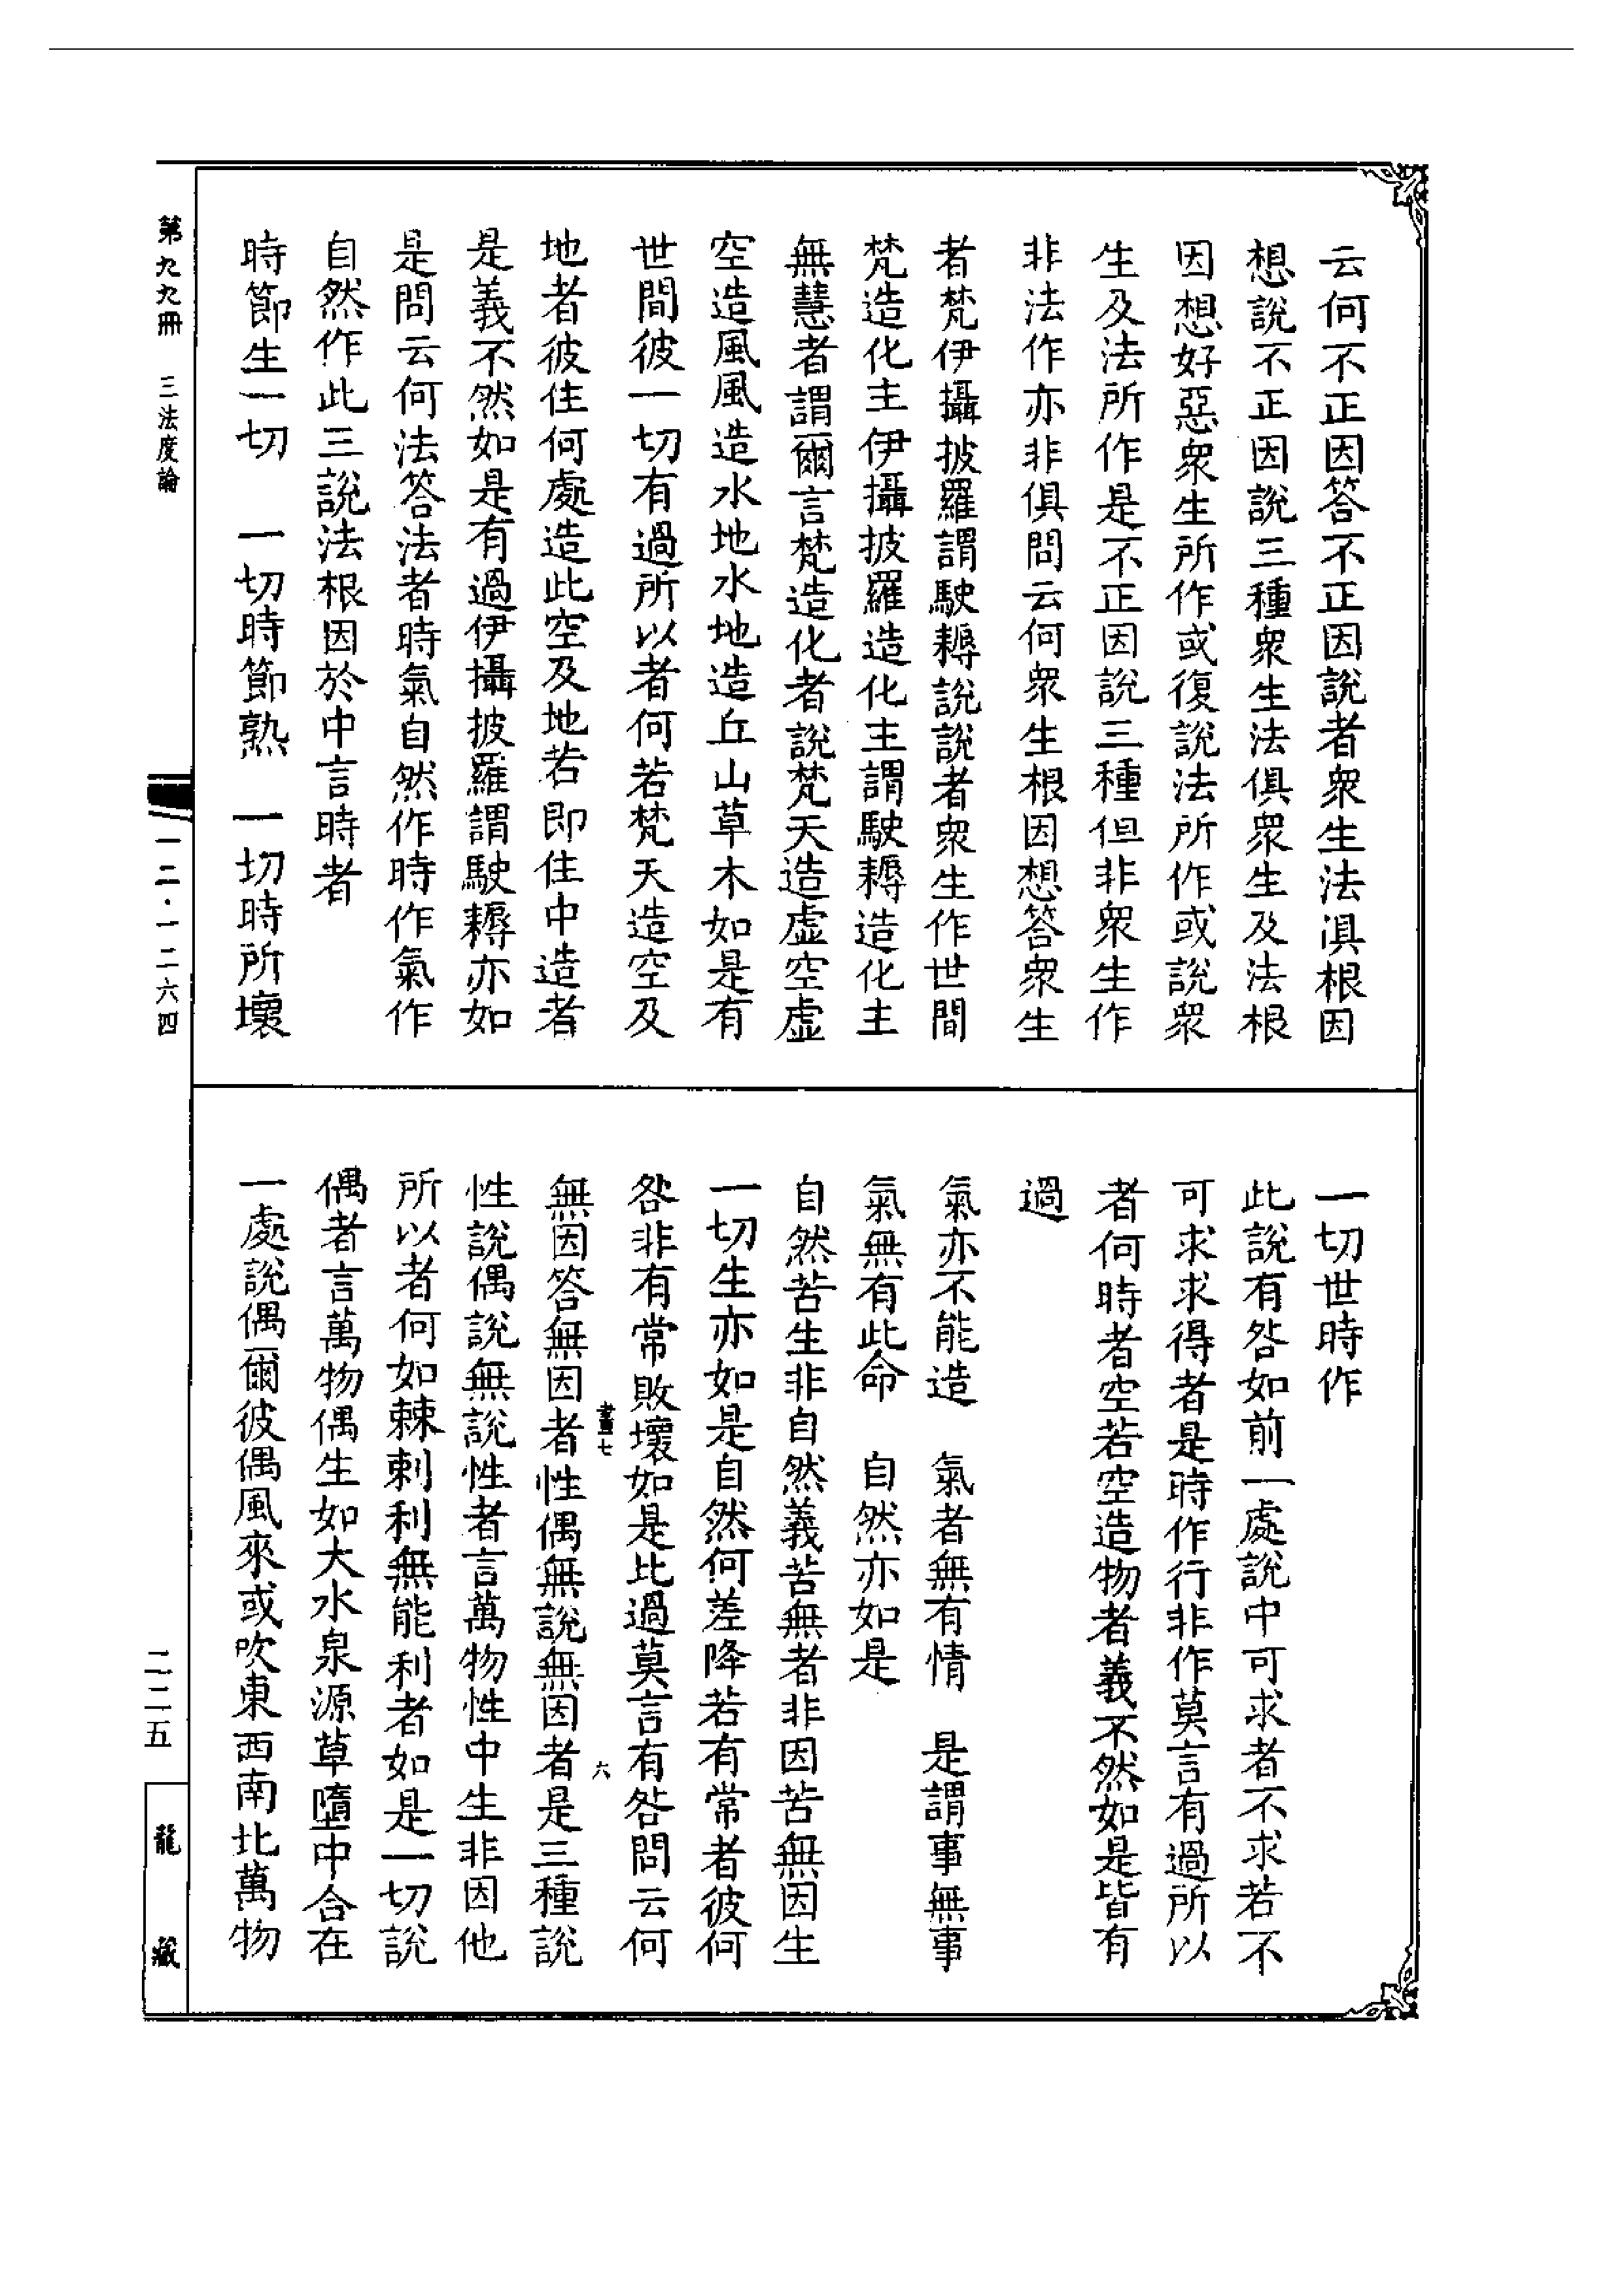 云何不正因答不正因說者衆生法俱根因
想說不正因說三種衆生法俱衆生及法根
因想好惡衆生所作或復說法所作或說衆
生及法所作是不正因說三種但非衆生作
非法作亦非俱問云何衆生根因想答衆生
者梵伊攝披羅謂駛耨說說者衆生作世間
梵造化主伊攝披羅造化主謂駛耨造化主
無慧者謂爾言梵造化者說梵天造虛空虛
空造風風造水地水地造丘山草木如是有
世間彼一切有過所以者何若梵天造空及
地者彼住何處造此空及地若即住中造者
是義不然如是有過伊攝披羅謂駛耨亦如
是問云何法答法者時氣自然作時作氣作
自然作此三說法根因於中言時者
時節生一切　一切時節熟　一切時所壞
一切世時作
此說有咎如前一處說中可求者不求若不
可求求得者是時作行非作莫言有過所以
者何時者空若空造物者義不然如是皆有
過
氣亦不能造　氣者無有情　是謂事無事
氣無有此命　自然亦如是
自然苦生非自然義苦無者非因苦無因生
一切生亦如是自然何差降若有常者彼何
咎非有常敗壞如是比過莫言有咎問云何
無因答無因者性偶無說無因者是三種說
性說偶說無說性者言萬物性中生非因他
所以者何如棘刺利無能利者如是一切說
偶者言萬物偶生如大水泉源草墮中合在
一處說偶爾彼偶風來或吹東西南北萬物
書七
六
第九九冊　三法度論
一二·一二六四
二二五
龍藏